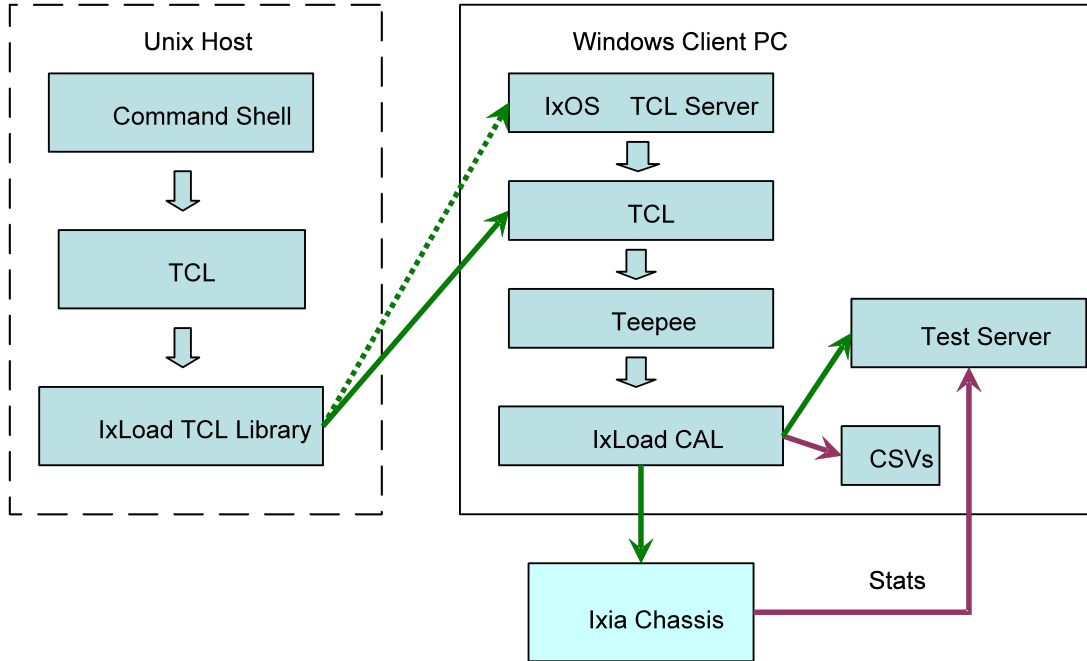 Unix Host
Command Shell
TCL
IxLoad TCL Library
Windows Client PC
IxOS TCL Server
TCL
Teepee
IxLoad CAL
Test Server
CSVs
Ixia Chassis
Stats